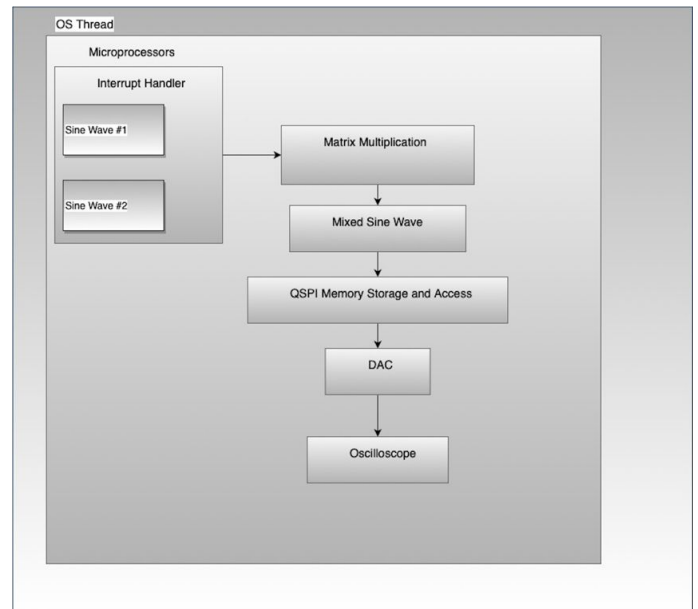 OS Thread
Microprocessors
Interrupt Handler
Sine Wave #1
Sine Wave #2
Matrix Multiplication
Mixed Sine Wave
QSPI Memory Storage and Access
DAC
Oscilloscope